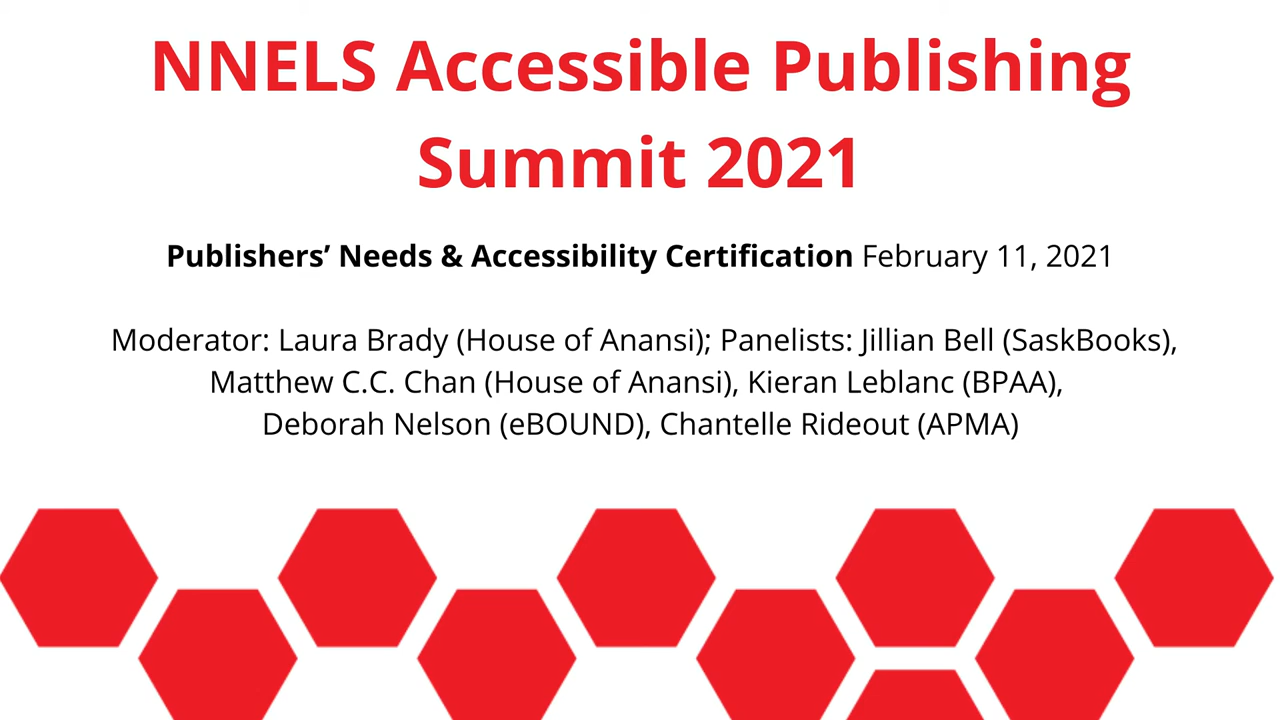 NNELS Accessible Publishing
Summit 2021
Publishers’ Needs & Accessibility Certification February 11, 2021
Moderator: Laura Brady (House of Anansi); Panelists: Jillian Bell (SaskBooks),
Matthew C.C. Chan (House of Anansi), Kieran Leblanc (BPAA),
Deborah Nelson (eBOUND), Chantelle Rideout (APMA)